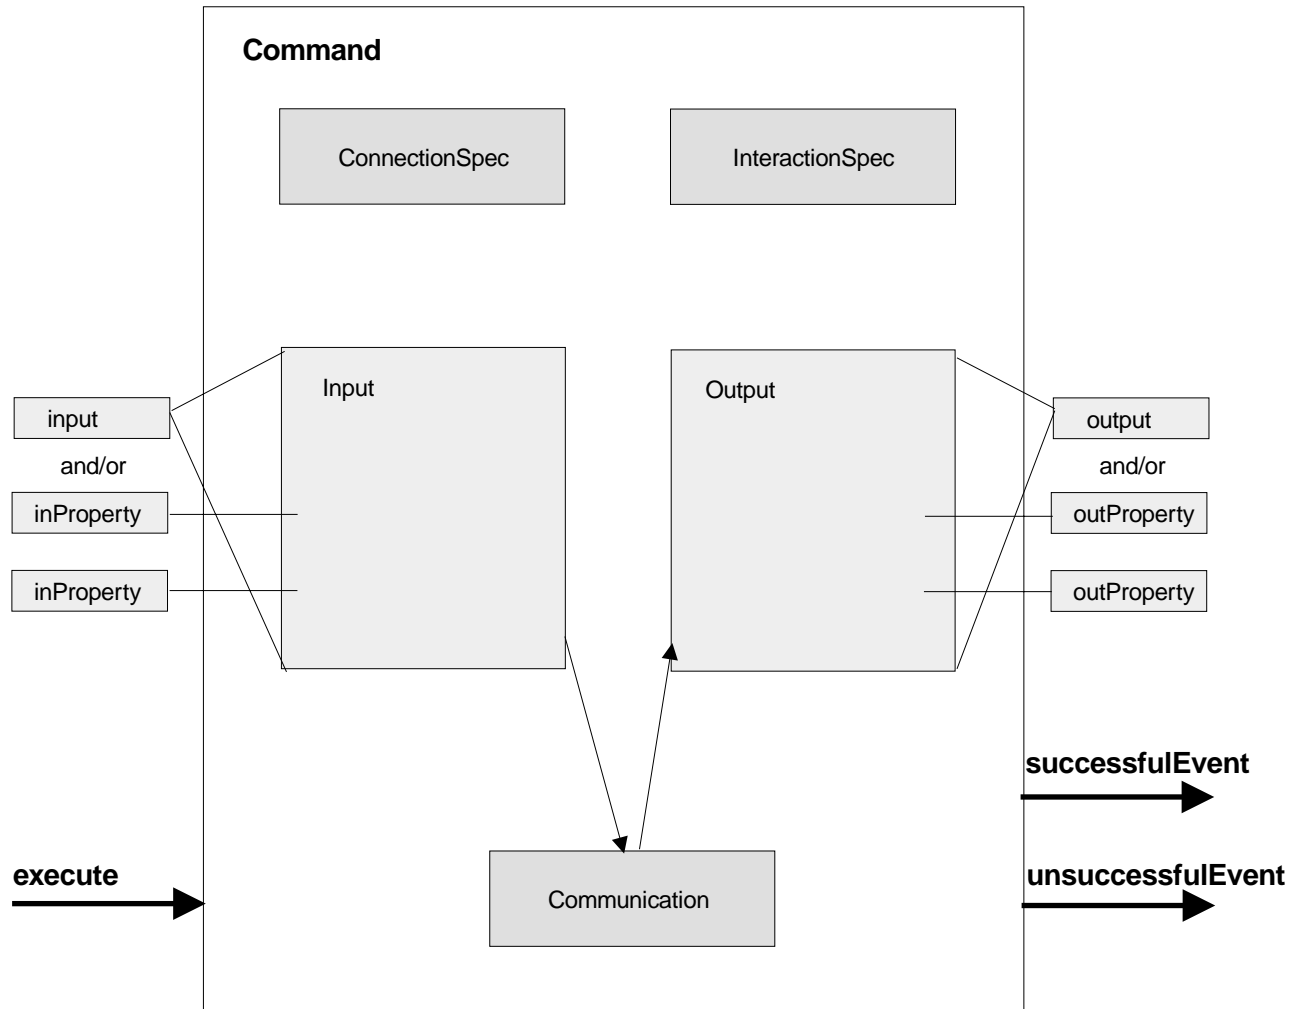 Command
ConnectionSpec
InteractionSpec
Input
Output
input
output
and/or
and/or
inProperty
outProperty
inProperty
outProperty
successfulEvent
execute
unsuccessfulEvent
Communication